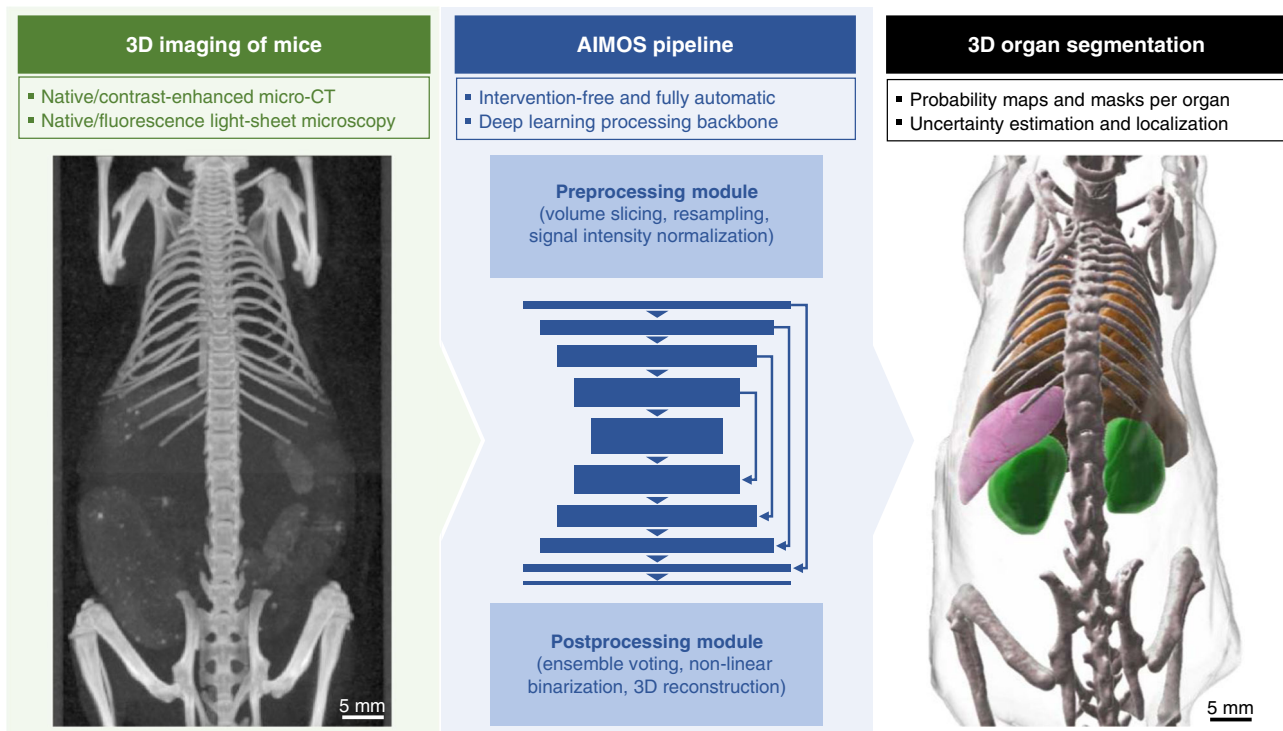 3D imaging of mice
▪ Native/contrast-enhanced micro-CT
▪ Native/fluorescence light-sheet microscopy
5 mm
AIMOS pipeline
▪ Intervention-free and fully automatic
▪ Deep learning processing backbone
Preprocessing module
(volume slicing, resampling,
signal intensity normalization)
Postprocessing module
(ensemble voting, non-linear
binarization, 3D reconstruction)
3D organ segmentation
▪ Probability maps and masks per organ
▪ Uncertainty estimation and localization
5 mm